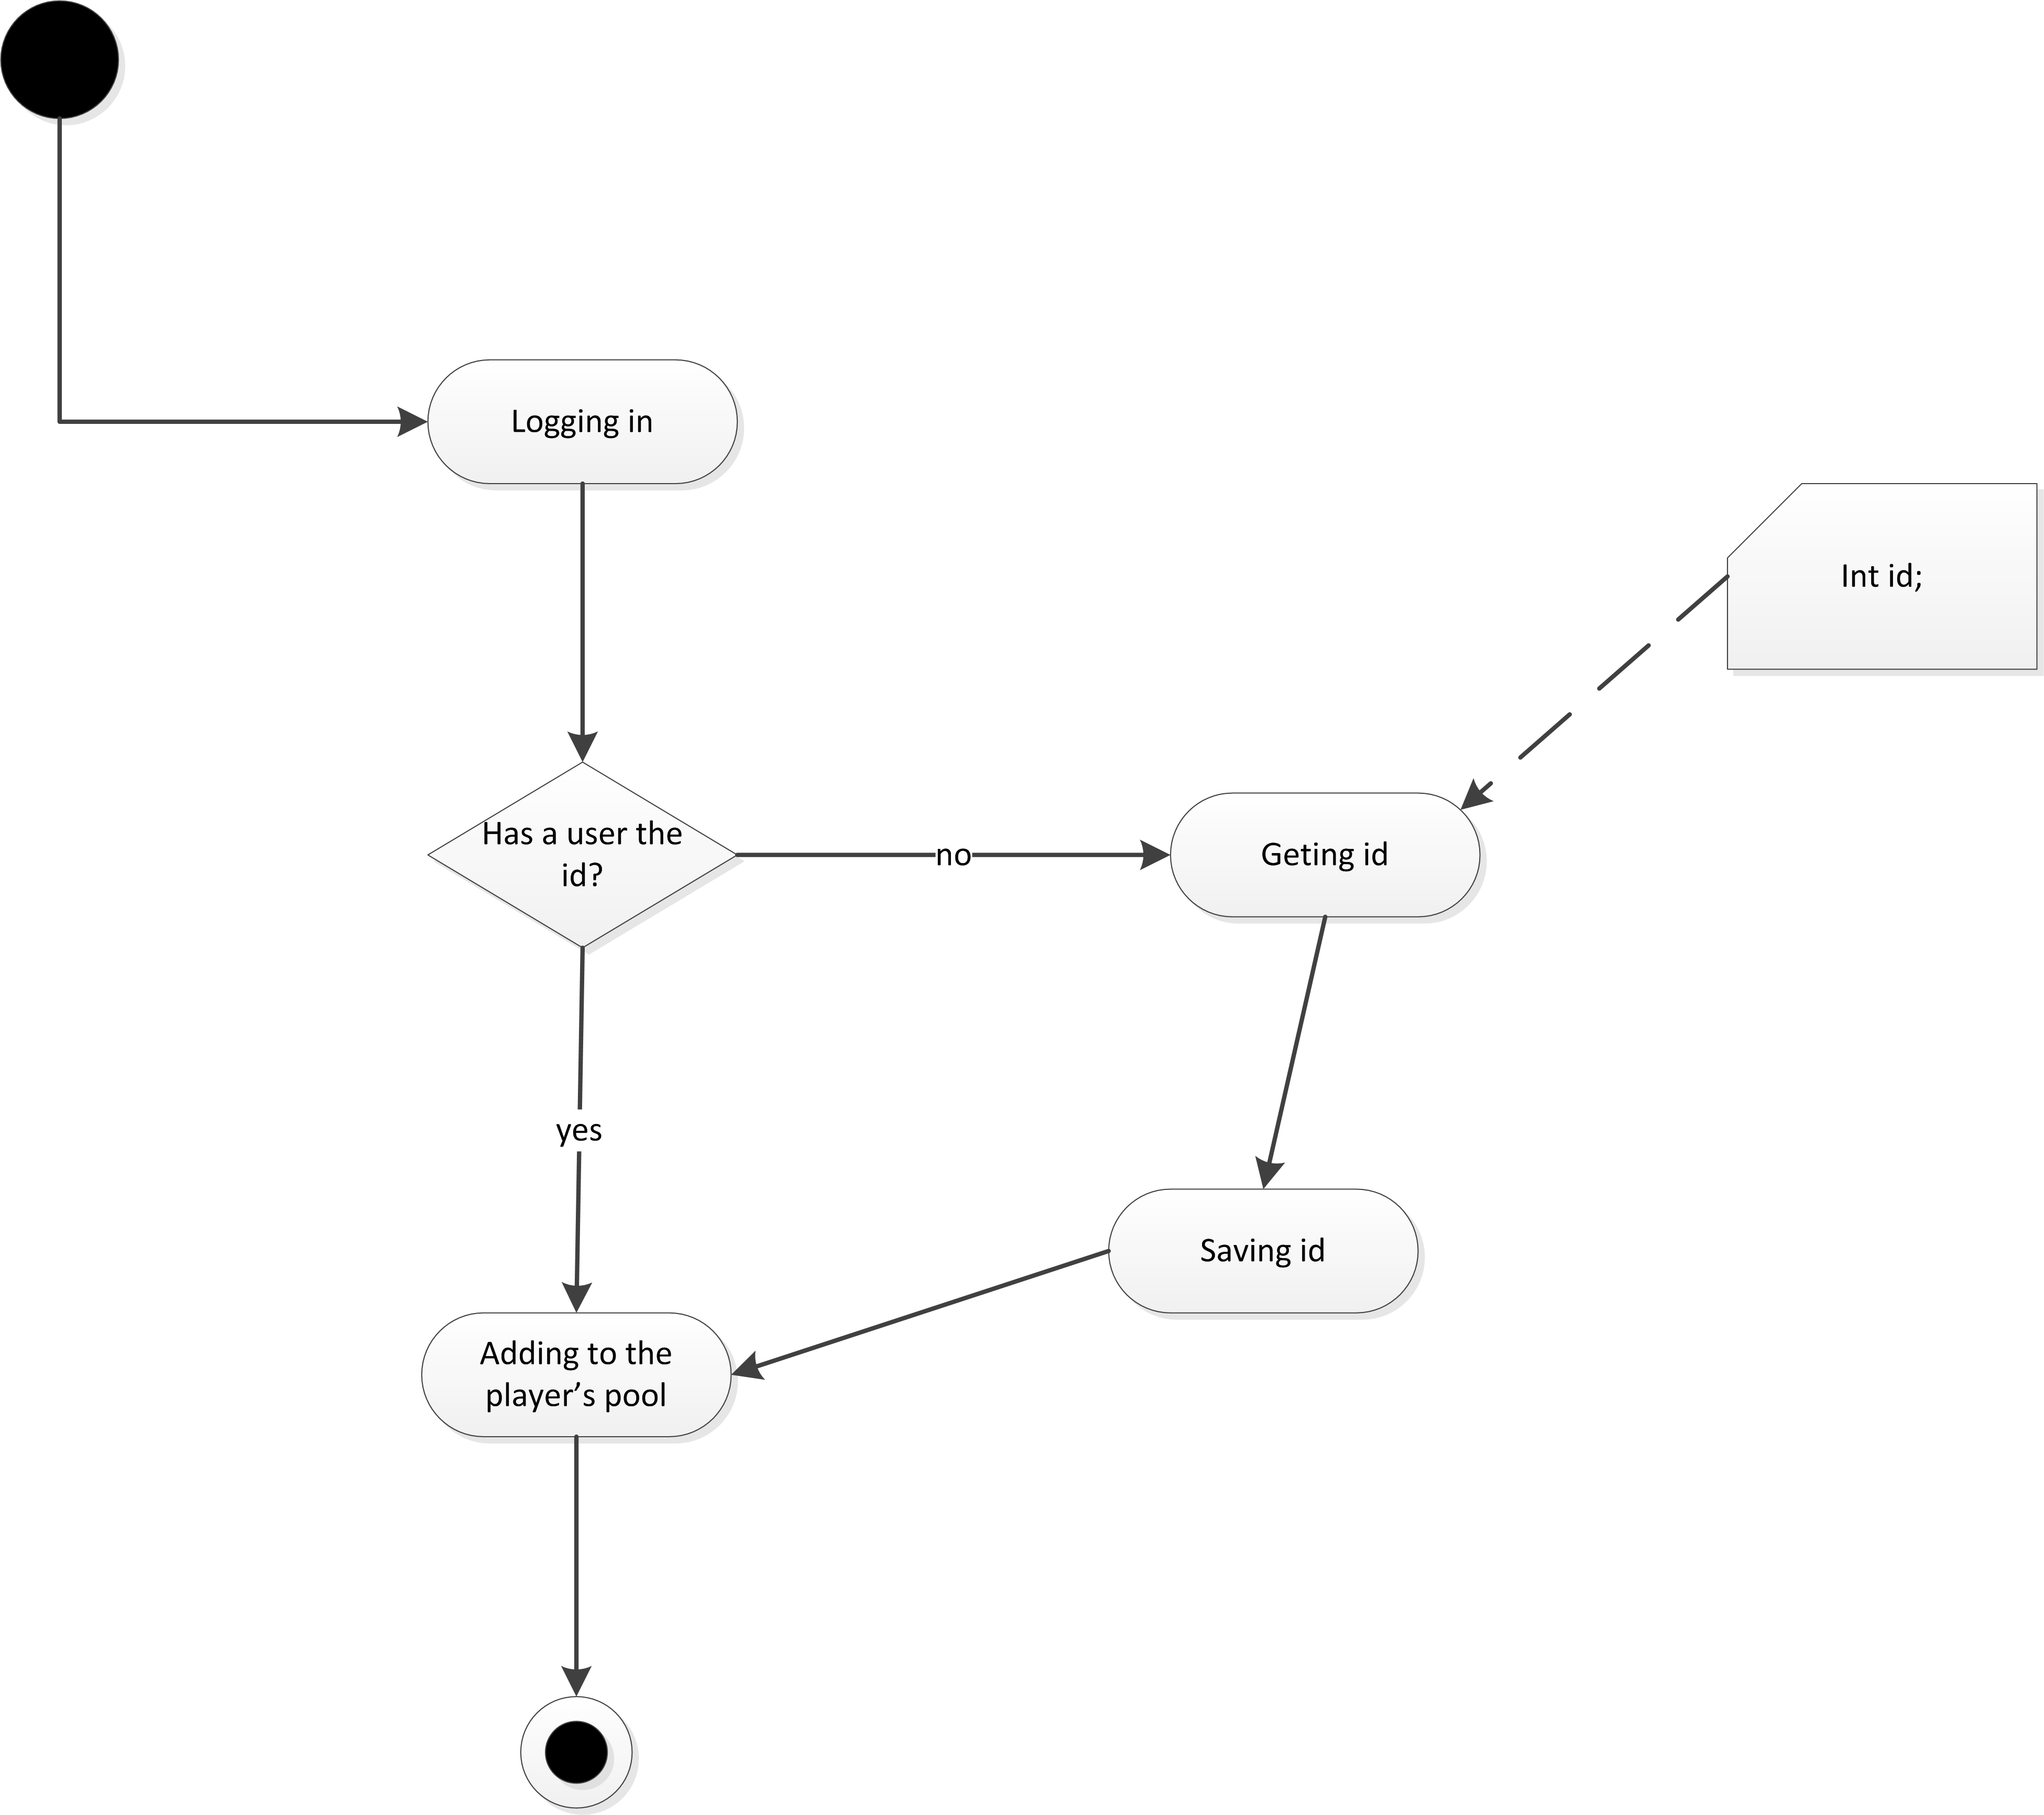 Logging in
Int id;
Has a user the
id?
no
Geting id
yes
Saving id
Adding to the
player’s pool